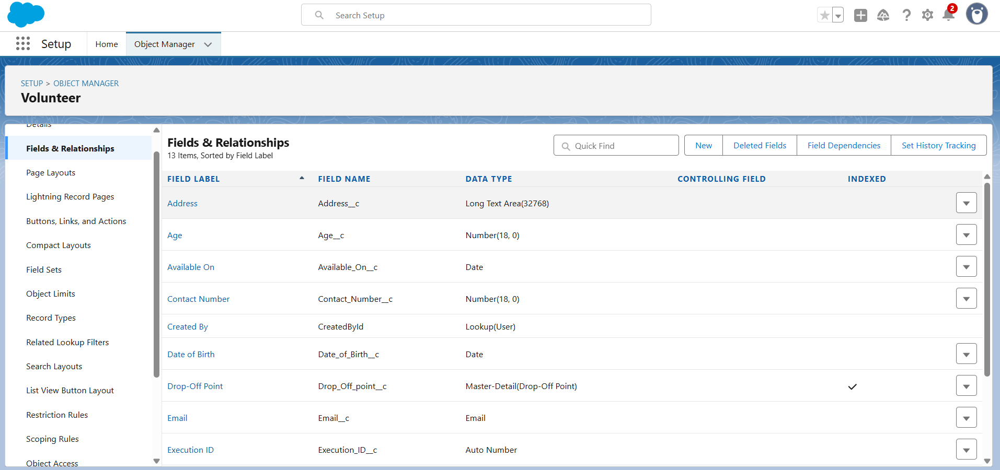 Search Setup
2
Setup
Home
Object Manager
SETUP > OBJECT MANAGER
Volunteer
Details
Fields & Relationships
Page Layouts
Lightning Record Pages
Buttons, Links, and Actions
Compact Layouts
Field Sets
Object Limits
Record Types
Related Lookup Filters
Search Layouts
List View Button Layout
Restriction Rules
Scoping Rules
Object Access
Fields & Relationships
13 Items, Sorted by Field Label
Quick Find
New
Deleted Fields
Field Dependencies
Set History Tracking
FIELD LABEL FIELD NAME DATA TYPE CONTROLLING FIELD INDEXED
Address Address__c Long Text Area(32768)
Age Age__c Number(18, 0)
Available On Available_On__c Date
Contact Number Contact_Number__c Number(18, 0)
Created By CreatedById Lookup(User)
Date of Birth Date_of_Birth__c Date
Drop-Off Point Drop_Off_point__c Master-Detail(Drop-Off Point)
Email Email__c Email
Execution ID Execution_ID__c Auto Number